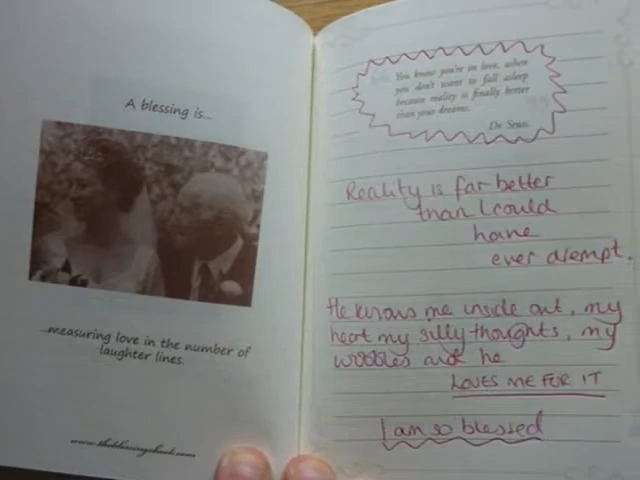 A blessing is...
...measuring love in the number of
laughter lines.
You know you're in love, when
you don't want to fall asleep
because reality is finally better
than your dreams.
Dr Seuss.
Reality is far better
than I could
have
ever drempt.
He knows me inside out, my
heart my silly thoughts, my
wobbles and he
LOVES ME FOR IT
I am so blessed